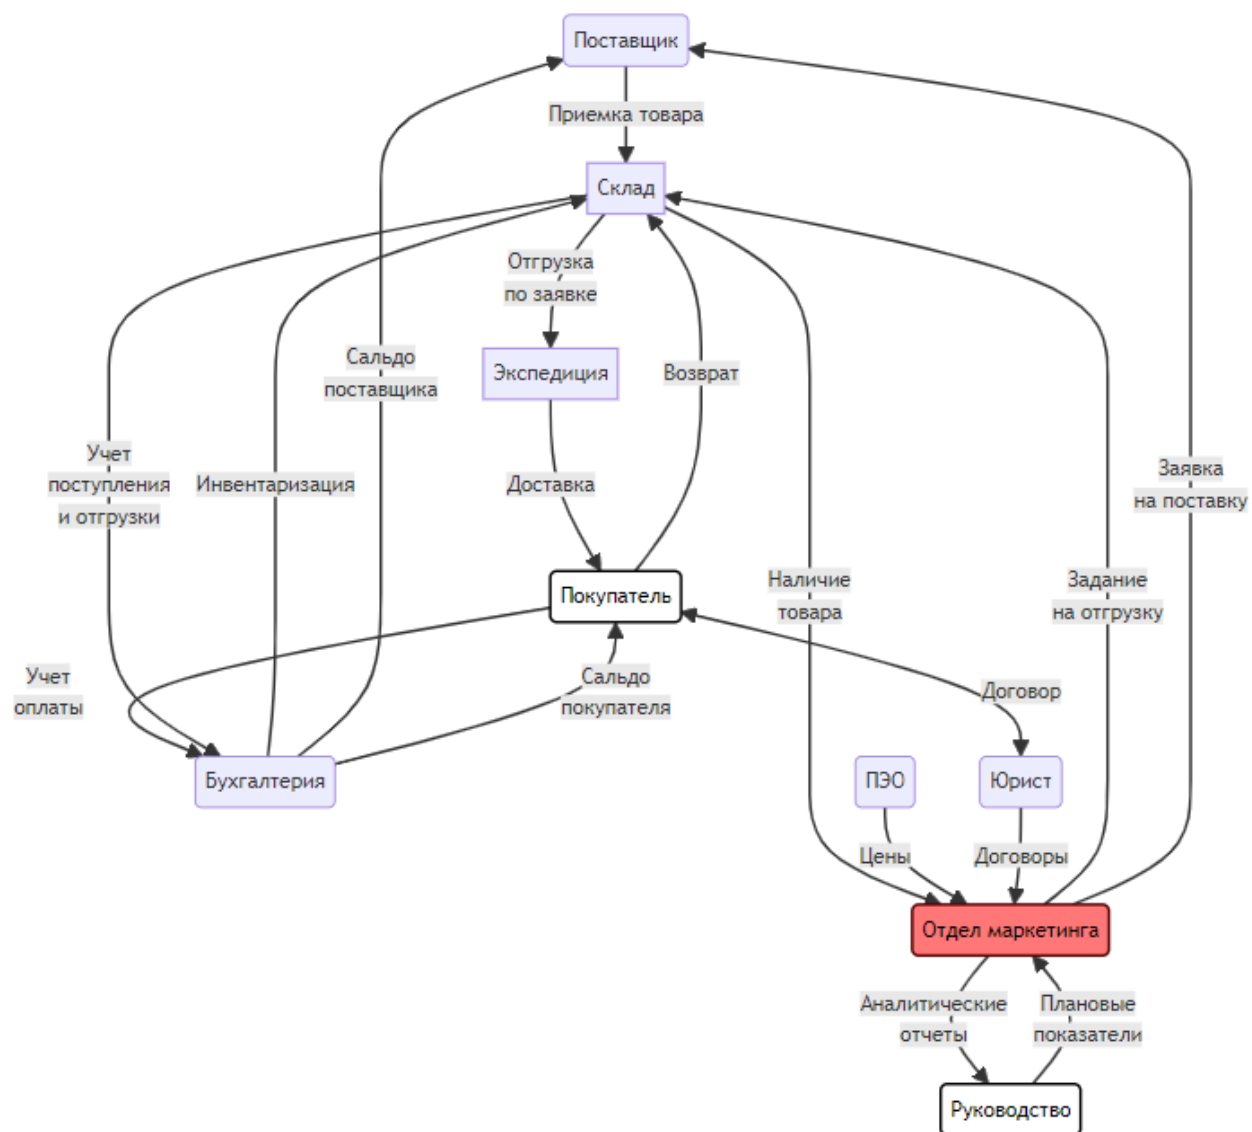 Поставщик
Приемка товара
Склад
Отгрузка
по заявке
Сальдо
поставщика
Экспедиция
Возврат
Учет
поступления
и отгрузки
Инвентаризация
Доставка
Заявка
на поставку
Покупатель
Наличие
товара
Задание
на отгрузку
Учет
оплаты
Сальдо
покупателя
Договор
Бухгалтерия
ПЭО
Юрист
Цены
Договоры
Отдел маркетинга
Аналитические
отчеты
Плановые
показатели
Руководство